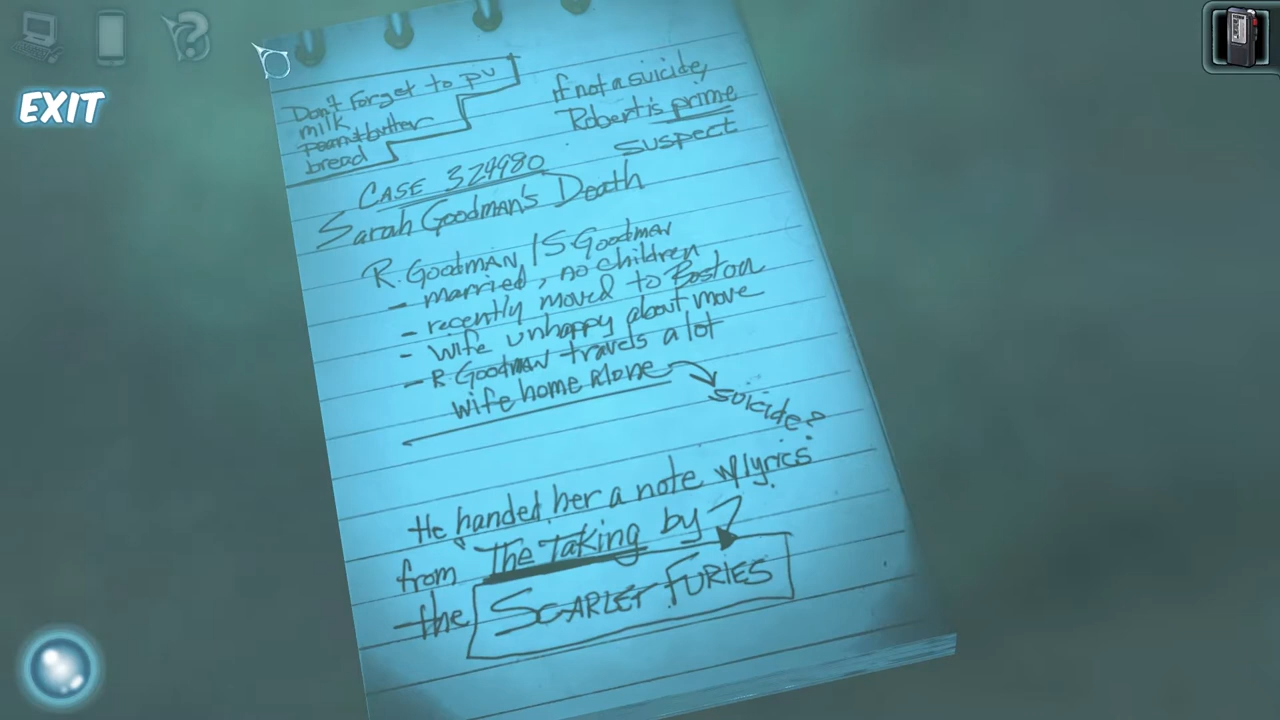 EXIT
Don't forget to pu
milk
peanutbutter
bread
if not a suicide,
Robert is prime
suspect
CASE 324980
Sarah Goodman's Death
R. GOODMAN / S. Goodman
- married, no children
- recently moved to Boston
- wife unhappy about move
- R. Goodman travels a lot
wife home alone
suicide?
He handed her a note w/lyrics
from "The Taking by ?
the SCARLET FURIES